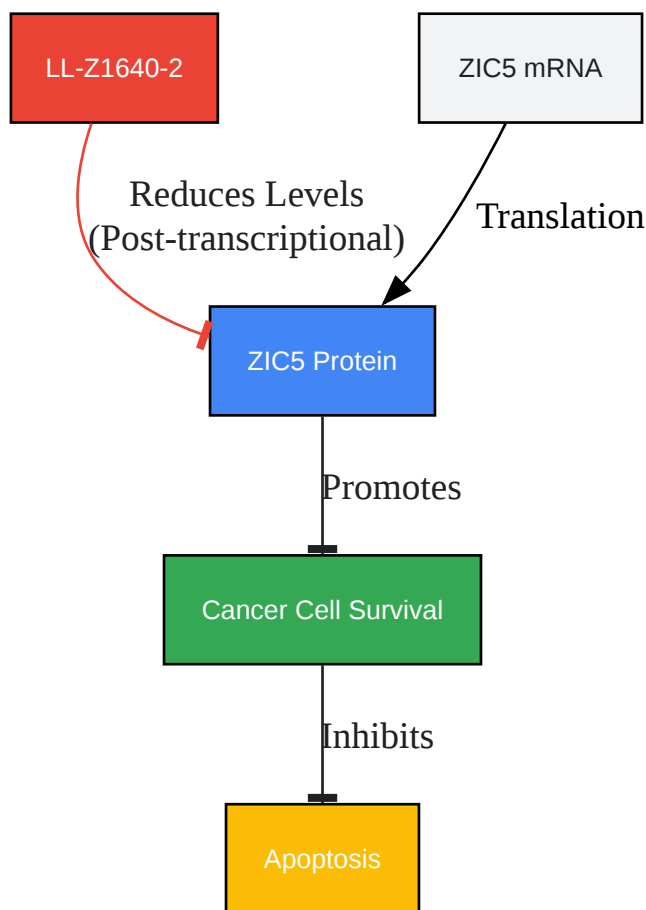 LL-Z1640-2
ZIC5 mRNA
Reduces Levels
(Post-transcriptional)
Translation
ZIC5 Protein
Promotes
Cancer Cell Survival
Inhibits
Apoptosis